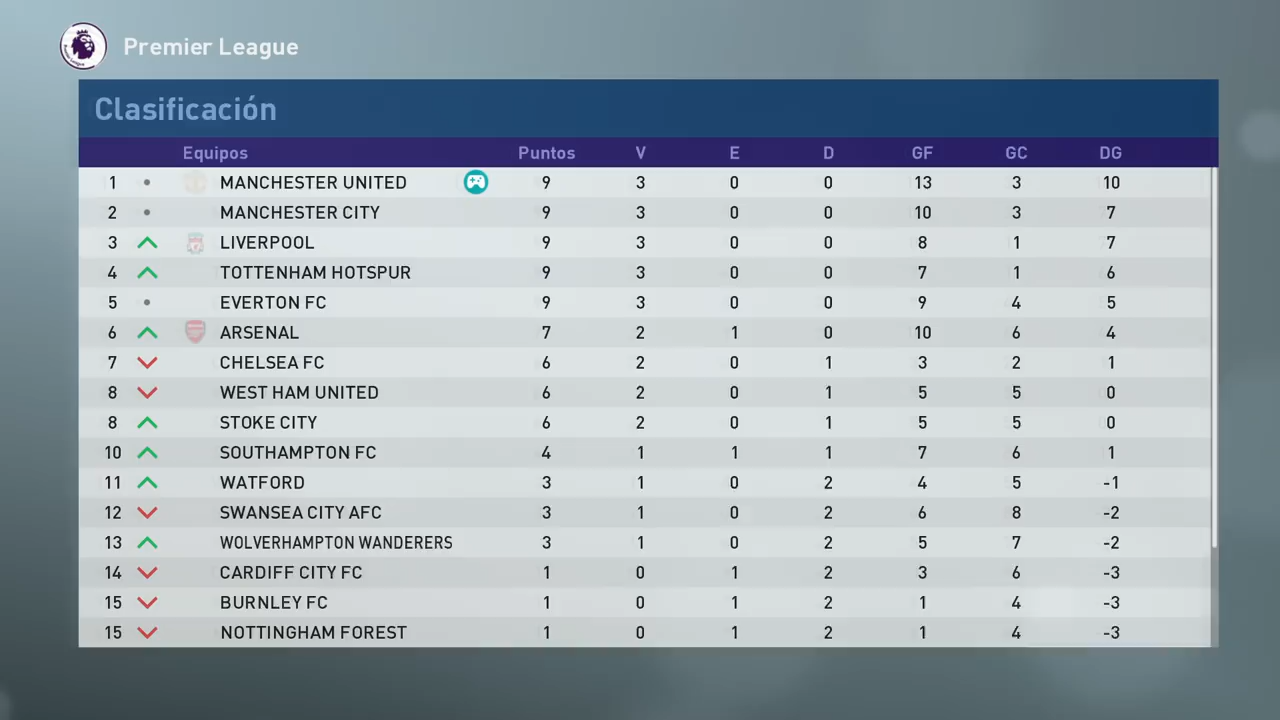 Premier League
Clasificación
Equipos Puntos V E D GF GC DG
1 MANCHESTER UNITED 9 3 0 0 13 3 10
2 MANCHESTER CITY 9 3 0 0 10 3 7
3 LIVERPOOL 9 3 0 0 8 1 7
4 TOTTENHAM HOTSPUR 9 3 0 0 7 1 6
5 EVERTON FC 9 3 0 0 9 4 5
6 ARSENAL 7 2 1 0 10 6 4
7 CHELSEA FC 6 2 0 1 3 2 1
8 WEST HAM UNITED 6 2 0 1 5 5 0
8 STOKE CITY 6 2 0 1 5 5 0
10 SOUTHAMPTON FC 4 1 1 1 7 6 1
11 WATFORD 3 1 0 2 4 5 -1
12 SWANSEA CITY AFC 3 1 0 2 6 8 -2
13 WOLVERHAMPTON WANDERERS 3 1 0 2 5 7 -2
14 CARDIFF CITY FC 1 0 1 2 3 6 -3
15 BURNLEY FC 1 0 1 2 1 4 -3
15 NOTTINGHAM FOREST 1 0 1 2 1 4 -3